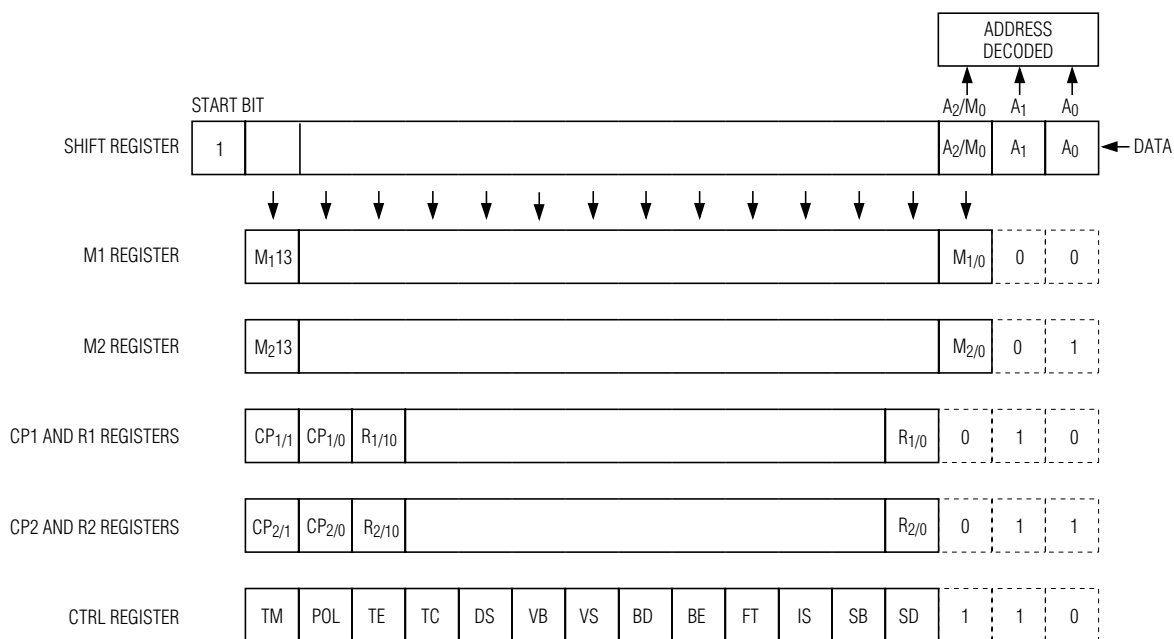 ADDRESS
DECODED
START BIT A2/M0 A1 A0
SHIFT REGISTER 1 A2/M0 A1 A0 DATA
M1 REGISTER M113 M1/0 0 0
M2 REGISTER M213 M2/0 0 1
CP1 AND R1 REGISTERS CP1/1 CP1/0 R1/10 R1/0 0 1 0
CP2 AND R2 REGISTERS CP2/1 CP2/0 R2/10 R2/0 0 1 1
CTRL REGISTER TM POL TE TC DS VB VS BD BE FT IS SB SD 1 1 0